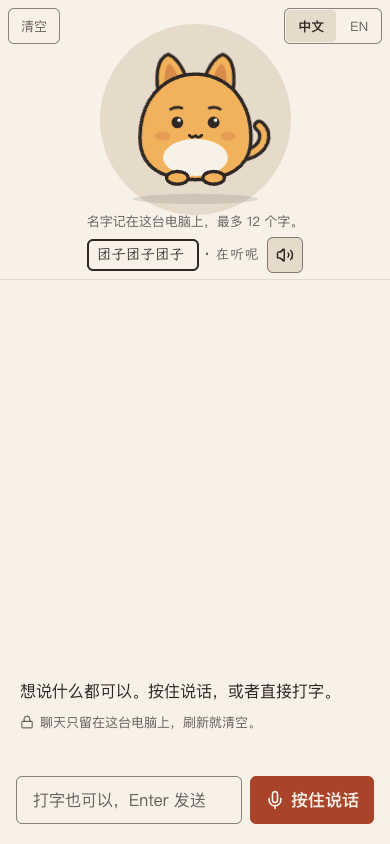 清空
中文 EN
名字记在这台电脑上，最多 12 个字。
团子团子团子 · 在听呢
想说什么都可以。按住说话，或者直接打字。
聊天只留在这台电脑上，刷新就清空。
打字也可以，Enter 发送
按住说话